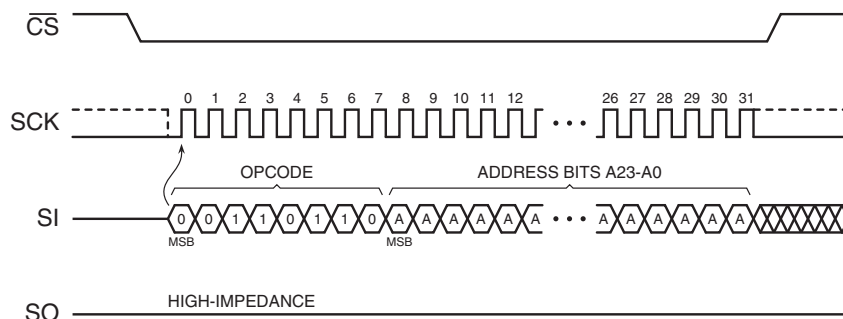 CS
0 1 2 3 4 5 6 7 8 9 10 11 12 26 27 28 29 30 31
SCK
OPCODE ADDRESS BITS A23-A0
SI 0 0 1 1 0 1 1 0 A A A A A A A A A A A A
MSB MSB
HIGH-IMPEDANCE
SO